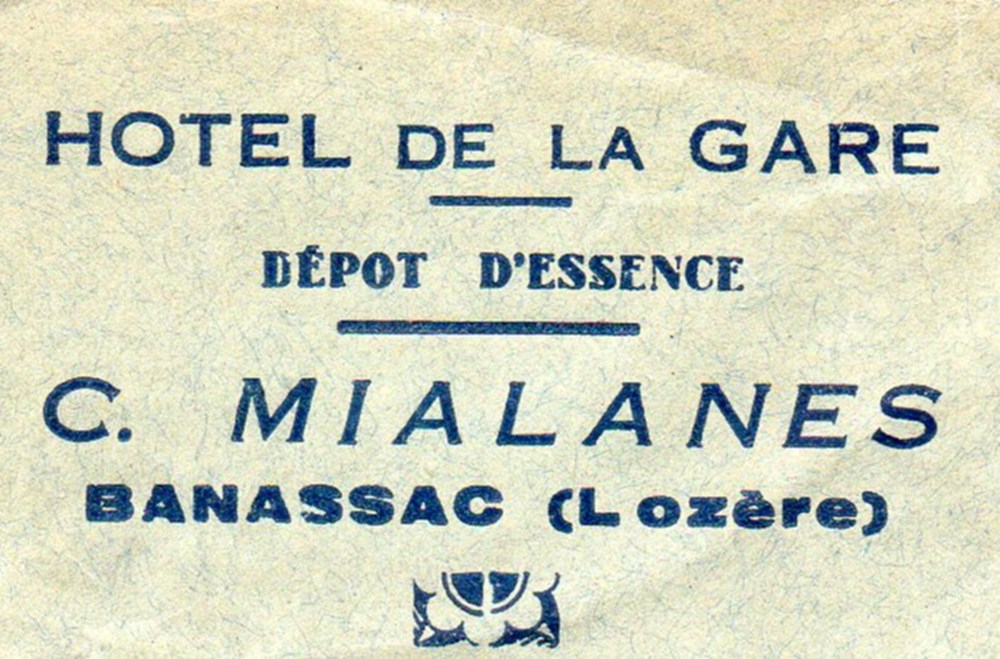 HOTEL DE LA GARE
DÉPOT D'ESSENCE
C. MIALANES
BANASSAC (Lozère)